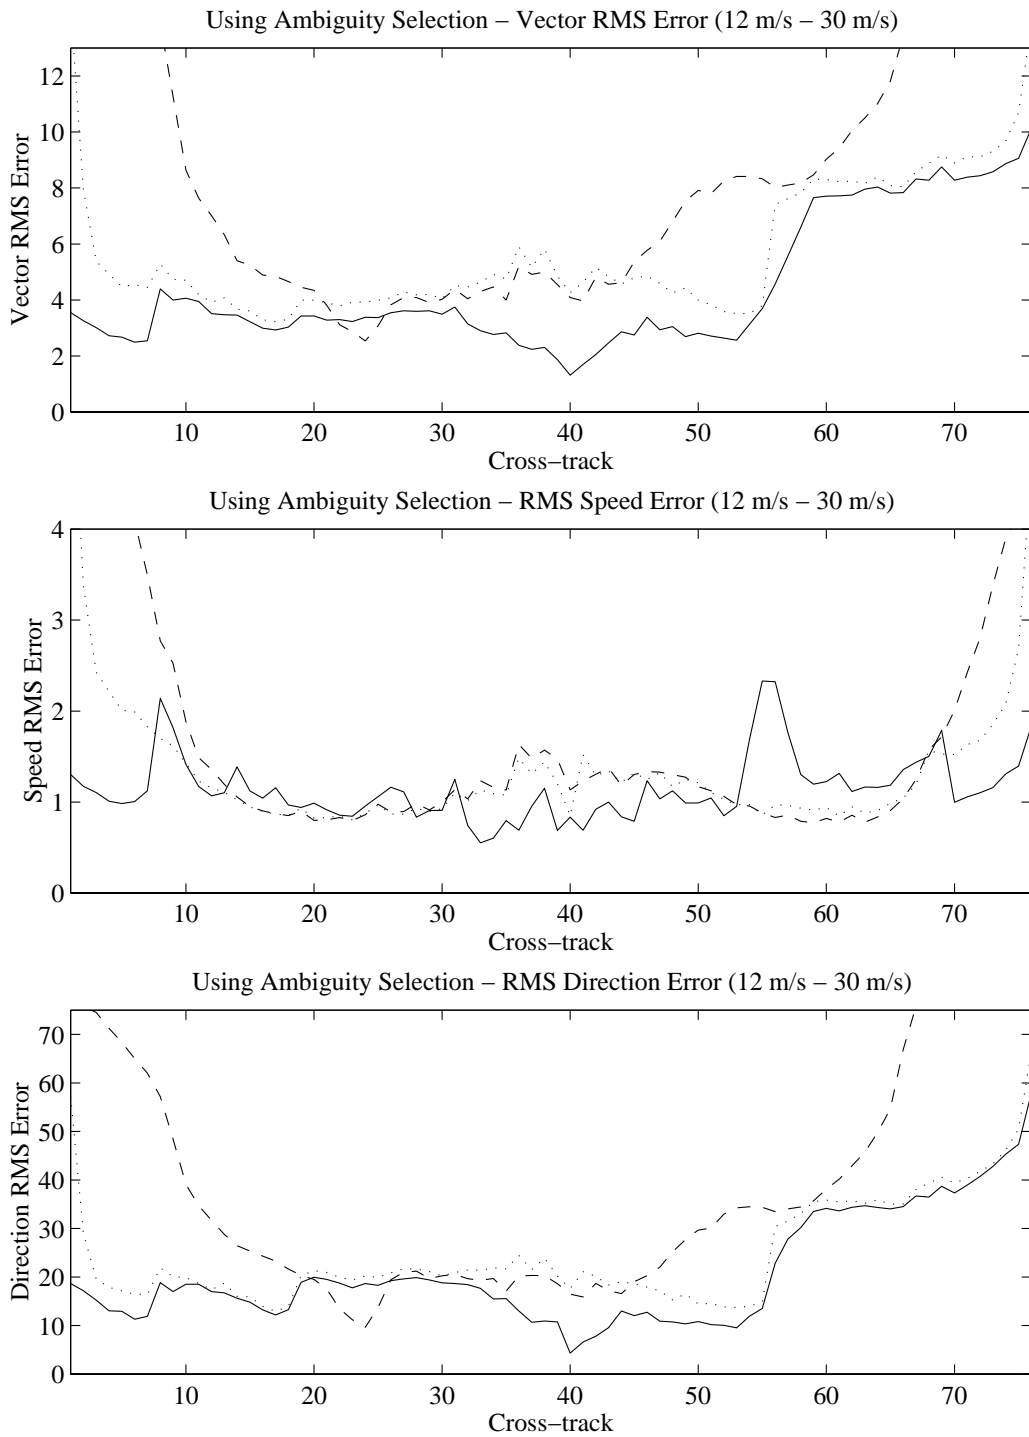 Using Ambiguity Selection – Vector RMS Error (12 m/s – 30 m/s)
12
10
8
6
4
2
0
Vector RMS Error
10 20 30 40 50 60 70
Cross–track
Using Ambiguity Selection – RMS Speed Error (12 m/s – 30 m/s)
4
3
2
1
0
Speed RMS Error
10 20 30 40 50 60 70
Cross–track
Using Ambiguity Selection – RMS Direction Error (12 m/s – 30 m/s)
70
60
50
40
30
20
10
0
Direction RMS Error
10 20 30 40 50 60 70
Cross–track